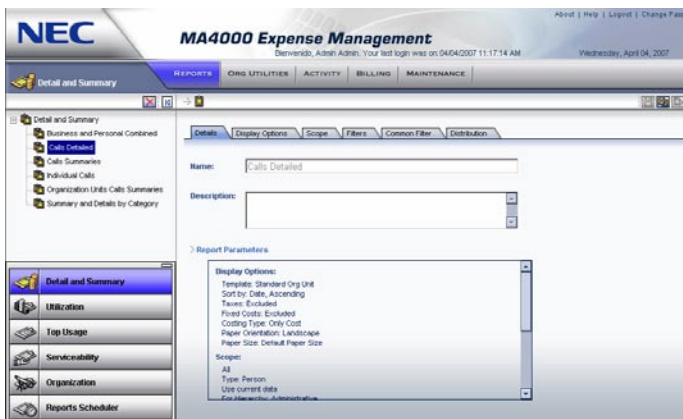 About | Help | Logout | Change Pass
NEC
MA4000 Expense Management
Bienvenido, Admin Admin. Your last login was on:04/04/2007 11:17:14 AM
Wednesday, April 04, 2007
Detail and Summary
REPORTS ORG UTILITIES ACTIVITY BILLING MAINTENANCE
Detail and Summary
Business and Personal Combined
Calls Detailed
Calls Summaries
Individual Calls
Organization Units Calls Summaries
Summary and Details by Category
Details Display Options Scope Filters Common Filter Distribution
Name: Calls Detailed
Description:
Report Parameters
Display Options:
Template: Standard Org Unit
Sort by: Date, Ascending
Taxes: Excluded
Fixed Costs: Excluded
Costing Type: Only Cost
Paper Orientation: Landscape
Paper Size: Default Paper Size
Scope:
All
Type: Person
Use current data
For Hierarchy: Administrative
Detail and Summary
Utilization
Top Usage
Serviceability
Organization
Reports Scheduler